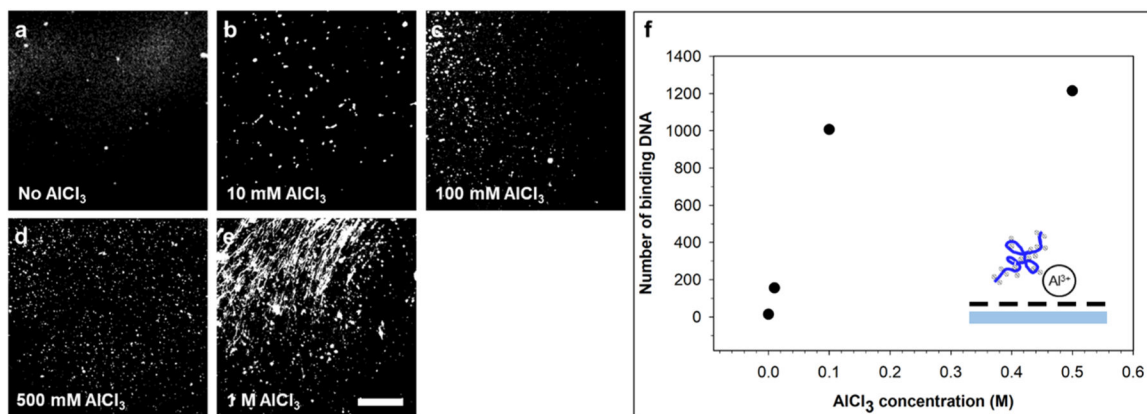 a
No AlCl₃
b
10 mM AlCl₃
c
100 mM AlCl₃
d
500 mM AlCl₃
e
1 M AlCl₃
f
Number of binding DNA
1400
1200
1000
800
600
400
200
0
Al³⁺
0.0 0.1 0.2 0.3 0.4 0.5 0.6
AlCl₃ concentration (M)